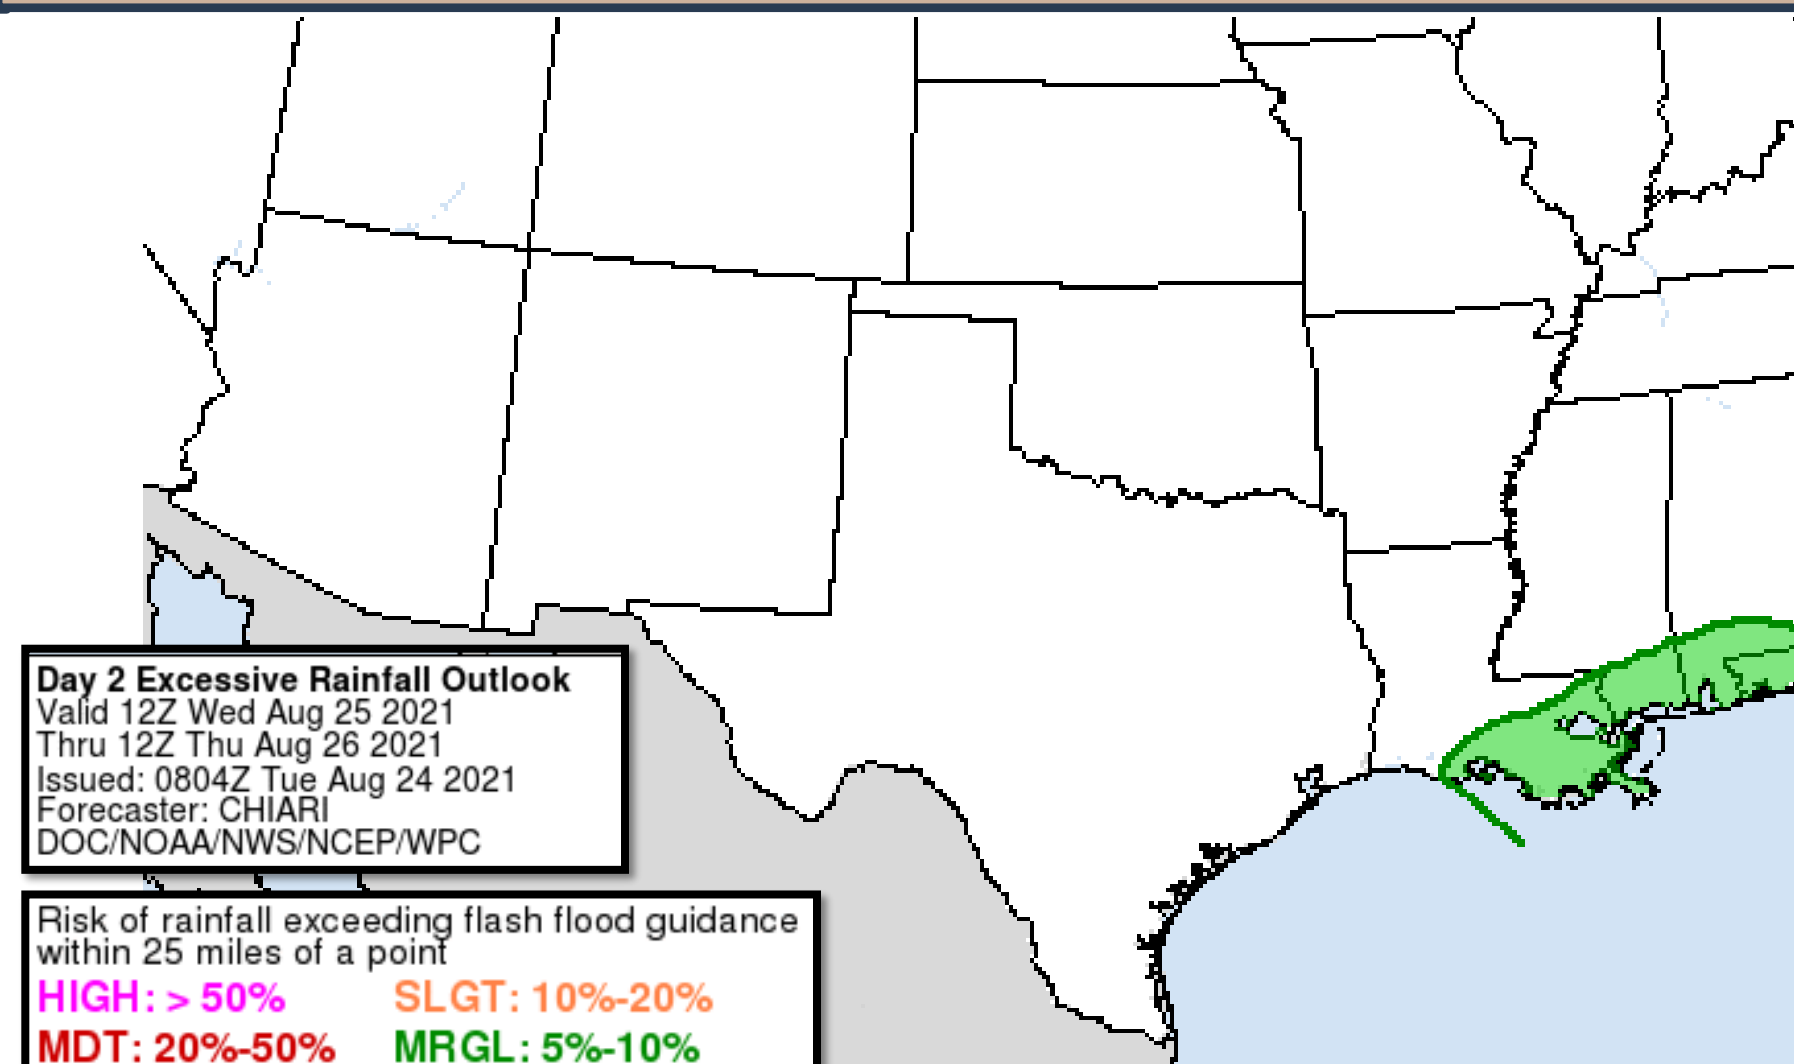 Day 2 Excessive Rainfall Outlook
Valid 12Z Wed Aug 25 2021
Thru 12Z Thu Aug 26 2021
Issued: 0804Z Tue Aug 24 2021
Forecaster: CHIARI
DOC/NOAA/NWS/NCEP/WPC
Risk of rainfall exceeding flash flood guidance
within 25 miles of a point
HIGH: > 50% SLGT: 10%-20%
MDT: 20%-50% MRGL: 5%-10%